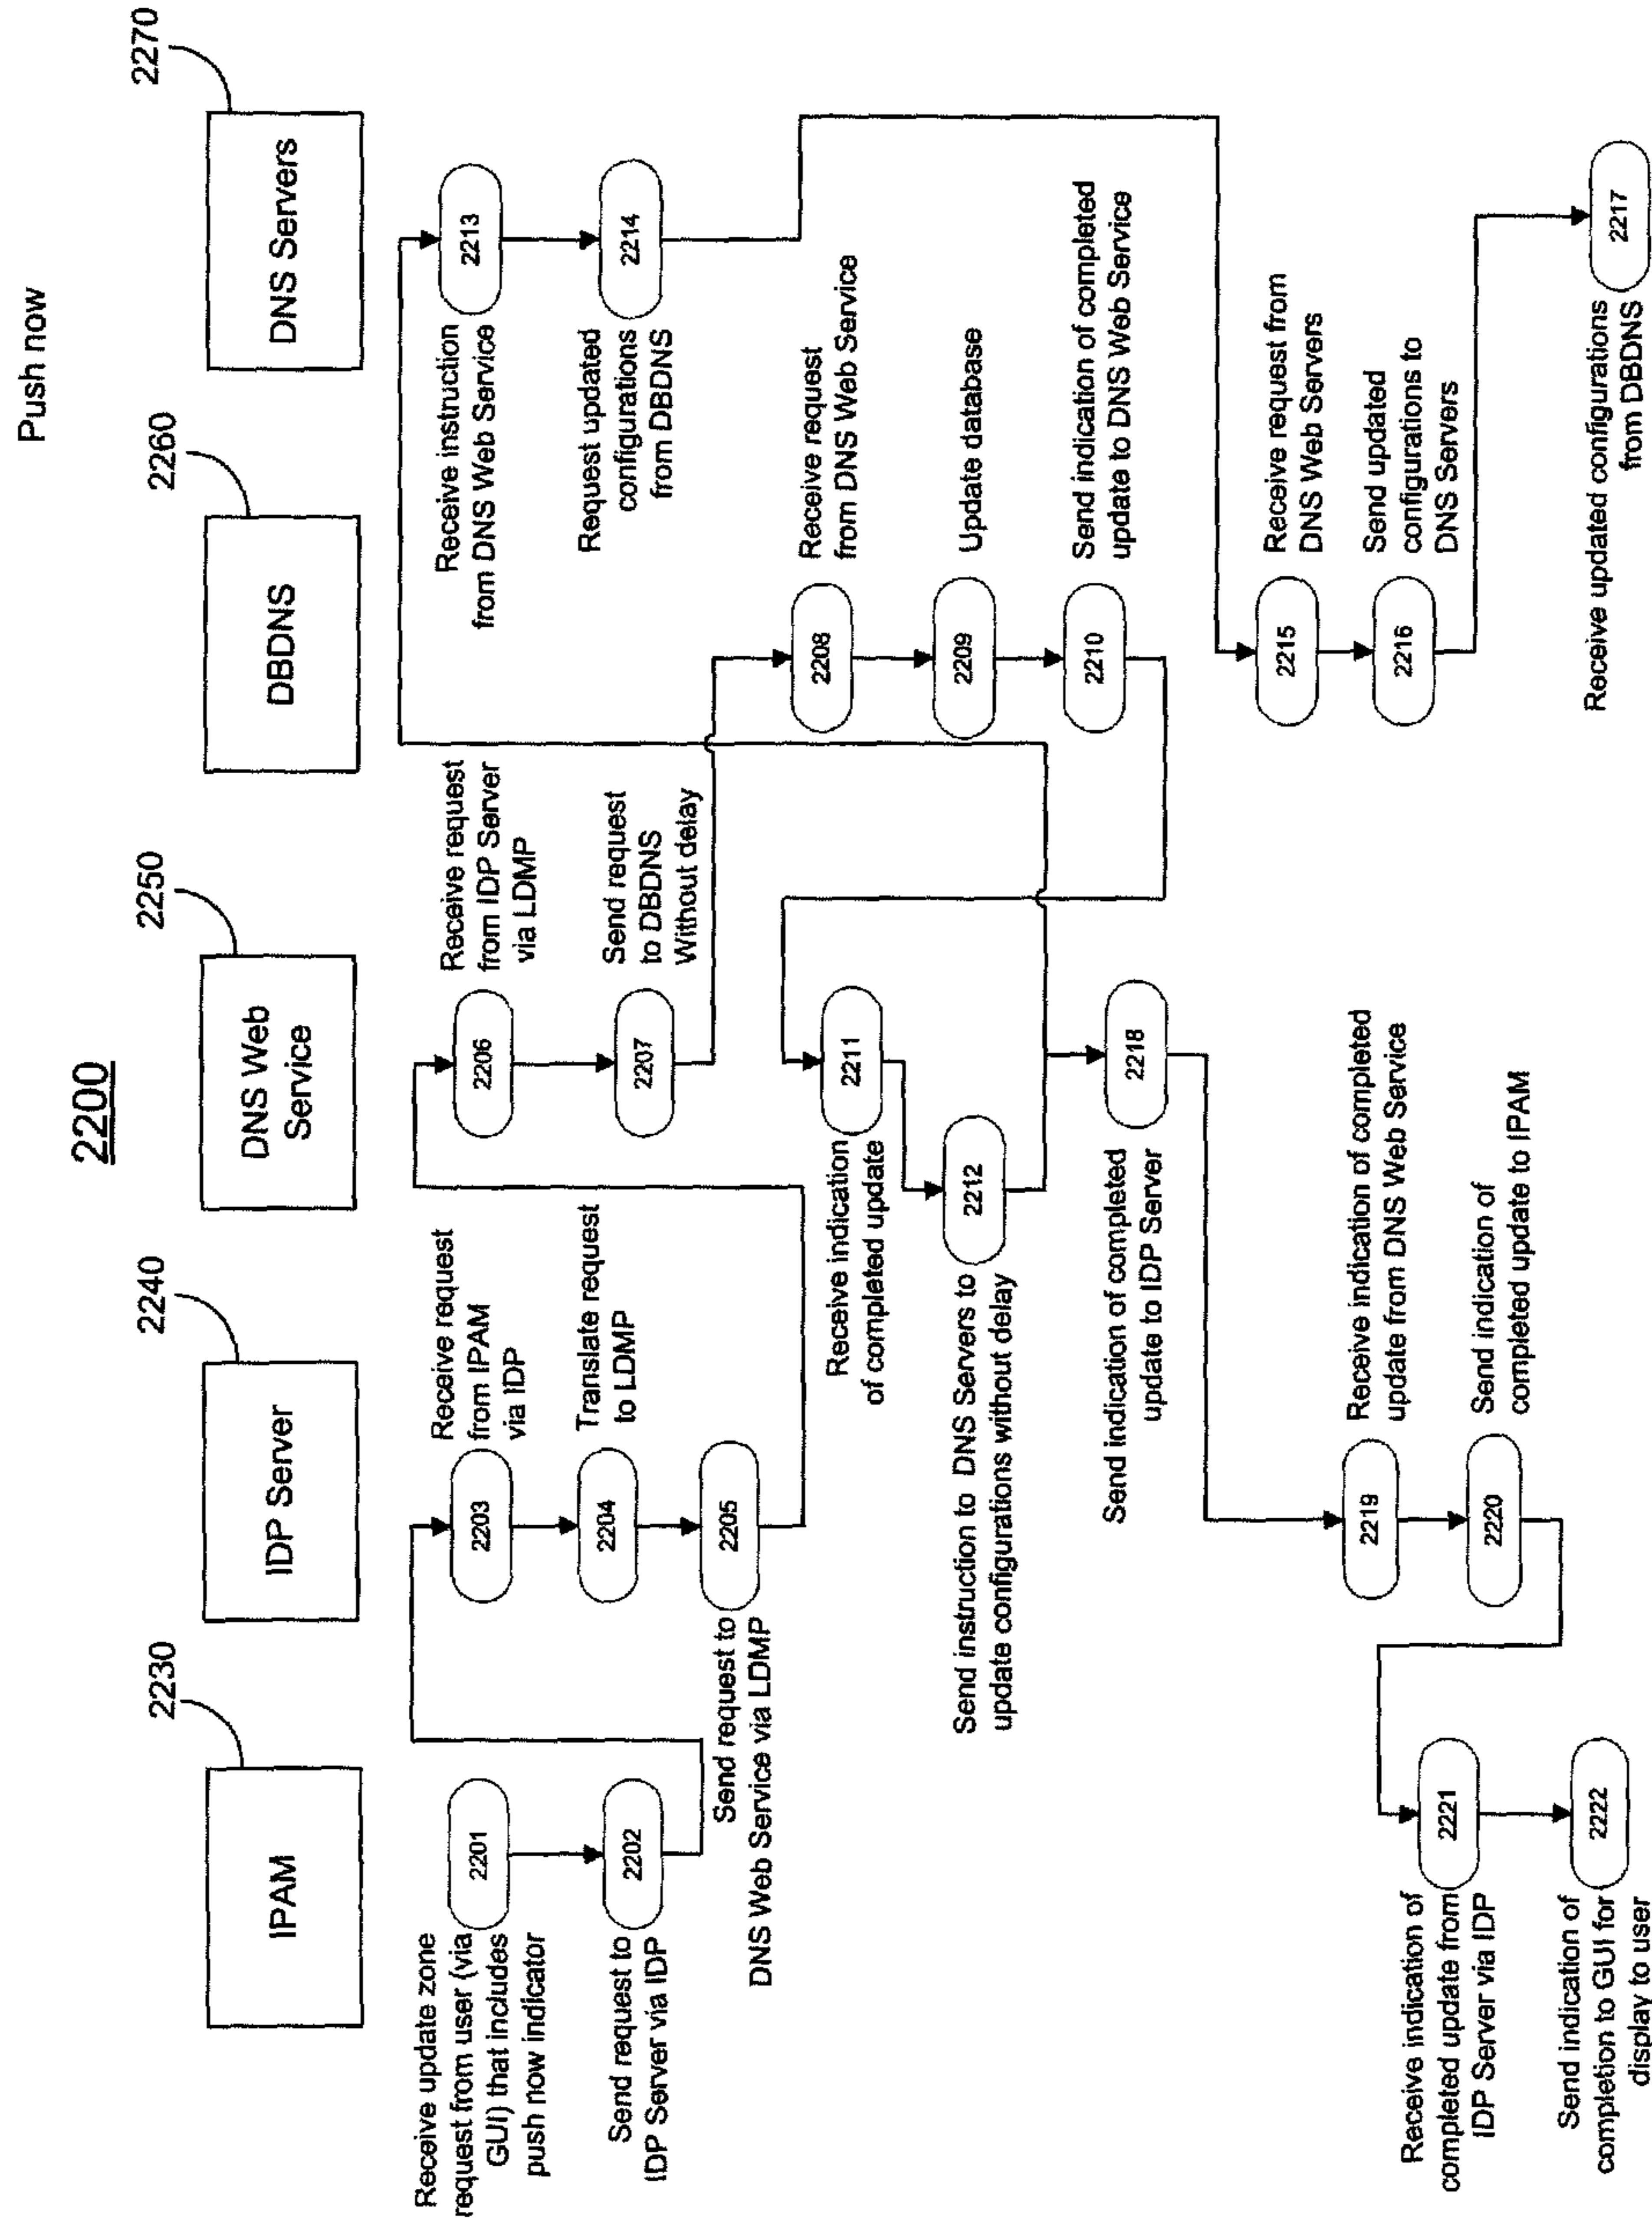 Push now
2200
2230
2240
2250
2260
2270
IPAM
IDP Server
DNS Web
Service
DBDNS
DNS Servers
Receive update zone
request from user (via
GUI) that includes
push now indicator
2201
Send request to
IDP Server via IDP
2202
2203
Receive request
from IPAM
via IDP
2204
Translate request
to LDMP
2205
Send request to
DNS Web Service via LDMP
2206
Receive request
from IDP Server
via LDMP
2207
Send request
to DBDNS
Without delay
2208
Receive request
from DNS Web Service
2209
Update database
2210
Send indication of completed
update to DNS Web Service
2211
Receive indication
of completed update
2212
Send instruction to DNS Servers to
update configurations without delay
2213
Receive instruction
from DNS Web Service
2214
Request updated
configurations
from DBDNS
2215
Receive request from
DNS Web Servers
2216
Send updated
configurations to
DNS Servers
2217
Receive updated configurations
from DBDNS
2218
Send indication of completed
update to IDP Server
2219
Receive indication of completed
update from DNS Web Service
2220
Send indication of
completed update to IPAM
2221
Receive indication of
completed update from
IDP Server via IDP
2222
Send indication of
completion to GUI for
display to user